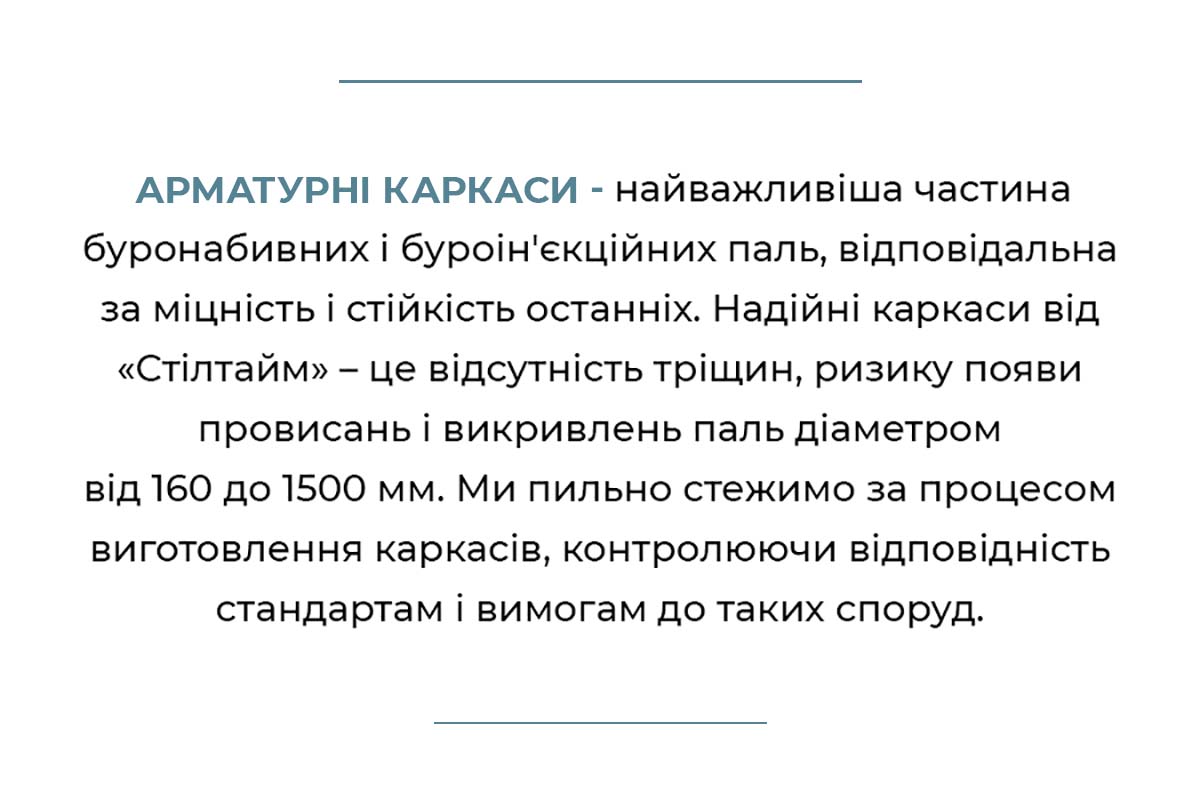 АРМАТУРНІ КАРКАСИ - найважливіша частина
буронабивних і буроін'єкційних паль, відповідальна
за міцність і стійкість останніх. Надійні каркаси від
«Стілтайм» – це відсутність тріщин, ризику появи
провисань і викривлень паль діаметром
від 160 до 1500 мм. Ми пильно стежимо за процесом
виготовлення каркасів, контролюючи відповідність
стандартам і вимогам до таких споруд.